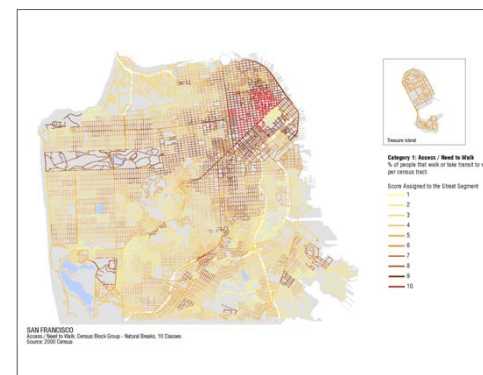 Treasure Island
Category 1: Access / Need to Walk
% of people that walk or take transit to
per census tract.
Score Assigned to the Street Segment
1
2
3
4
5
6
7
8
9
10
SAN FRANCISCO
Access / Need to Walk, Census Block Group - Natural Breaks, 10 Classes
Source: 2000 Census